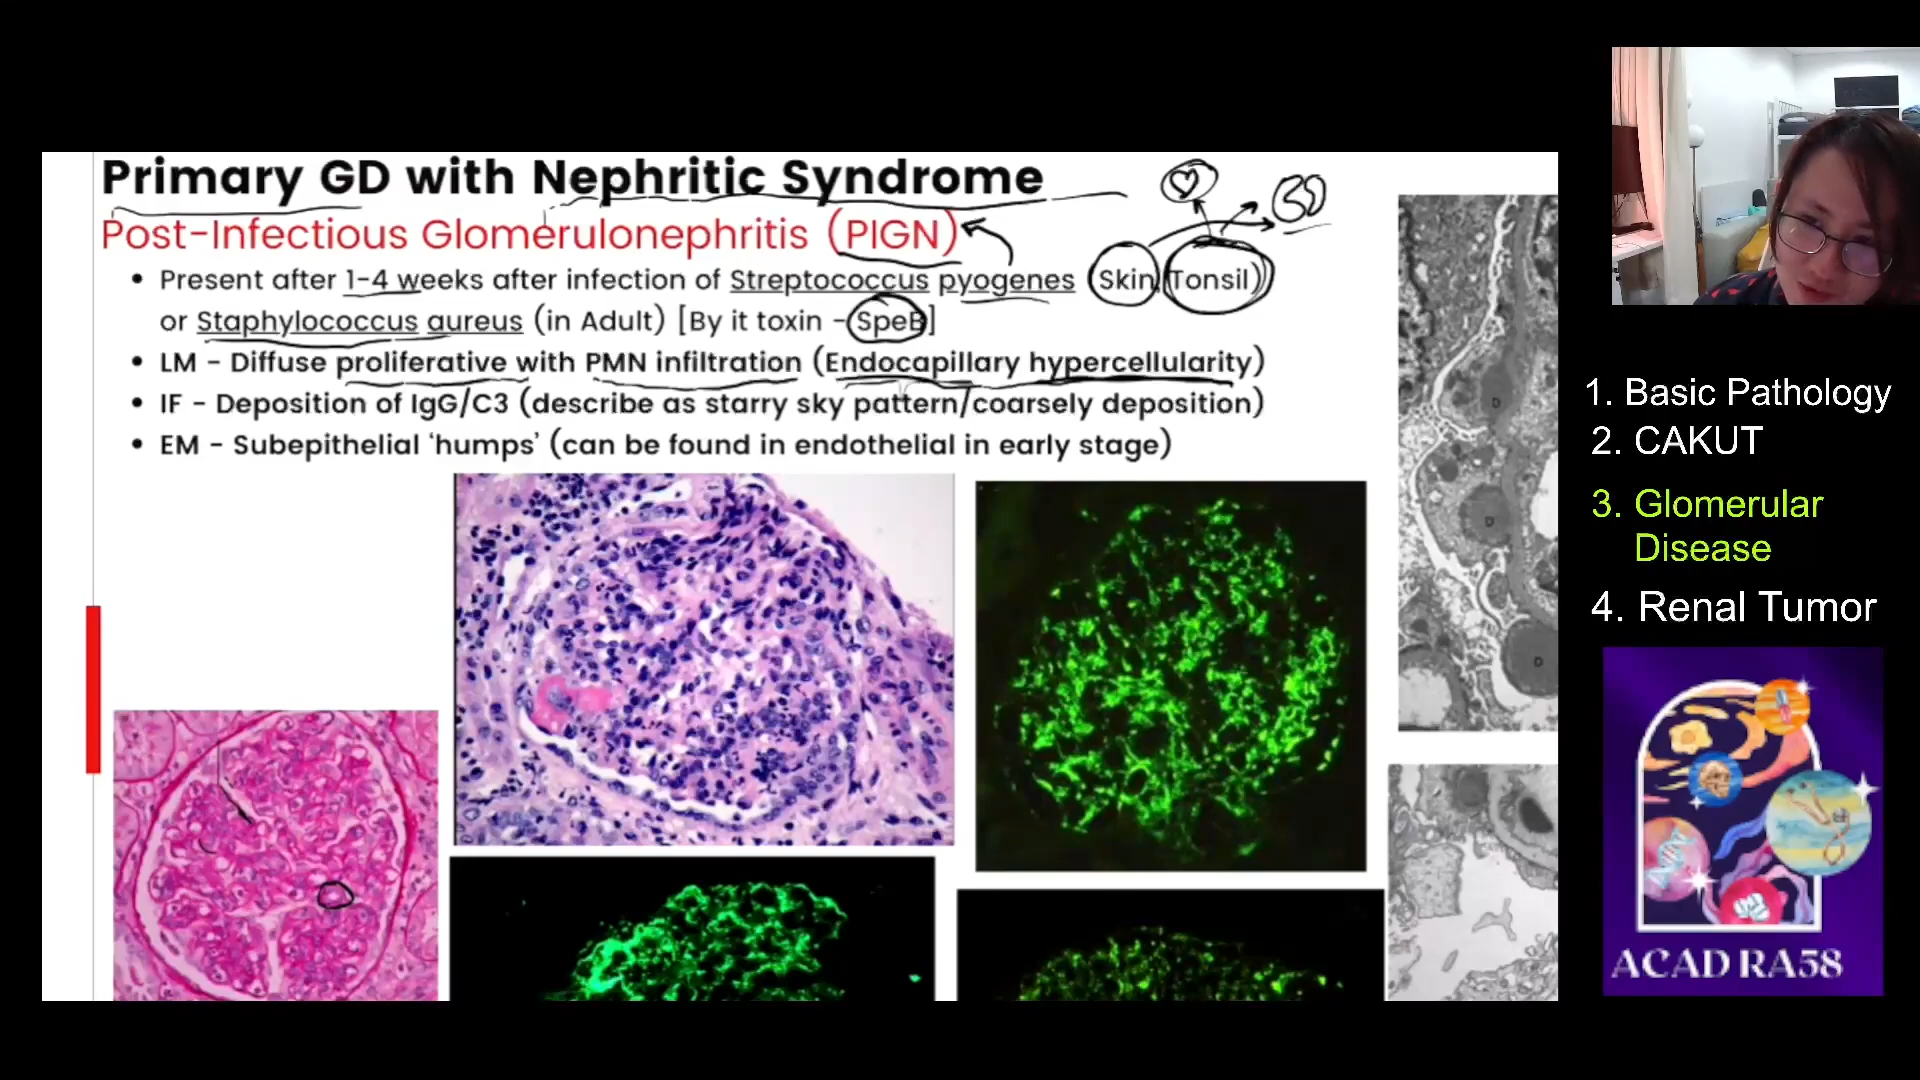 Primary GD with Nephritic Syndrome
Post-Infectious Glomerulonephritis (PIGN)
• Present after 1-4 weeks after infection of Streptococcus pyogenes (Skin, Tonsil)
or Staphylococcus aureus (in Adult) [By it toxin - SpeB]
• LM - Diffuse proliferative with PMN infiltration (Endocapillary hypercellularity)
• IF - Deposition of IgG/C3 (describe as starry sky pattern/coarsely deposition)
• EM - Subepithelial ‘humps’ (can be found in endothelial in early stage)
D
D
D
1. Basic Pathology
2. CAKUT
3. Glomerular
Disease
4. Renal Tumor
ACAD RA58